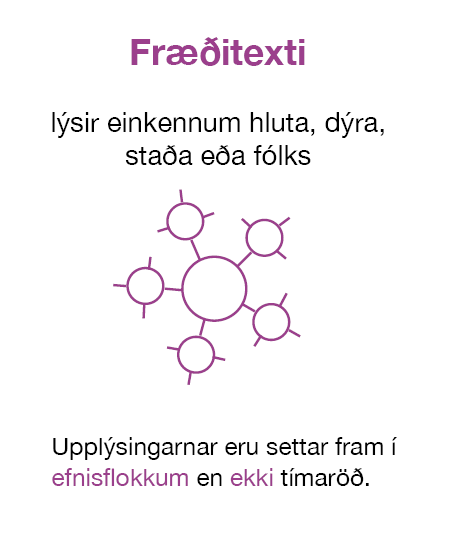 Fræðitexti
lýsir einkennum hluta, dýra,
staða eða fólks
Upplýsingarnar eru settar fram í
efnisflokkum en ekki tímaröð.